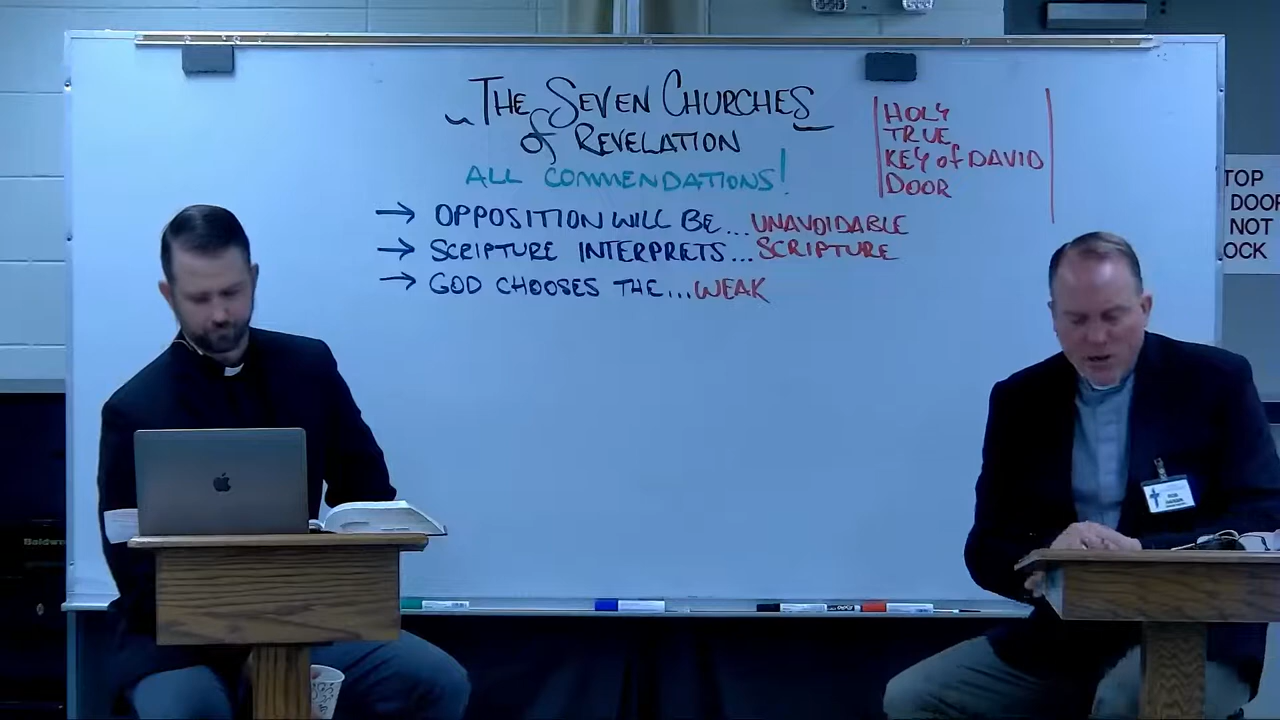 THE SEVEN CHURCHES
of REVELATION
ALL COMMENDATIONS!
→ OPPOSITION WILL BE...UNAVOIDABLE
→ SCRIPTURE INTERPRETS...SCRIPTURE
→ GOD CHOOSES THE...WEAK
HOLY
TRUE
KEY of DAVID
DOOR
TOP
DOOR
NOT
OCK
Baldw